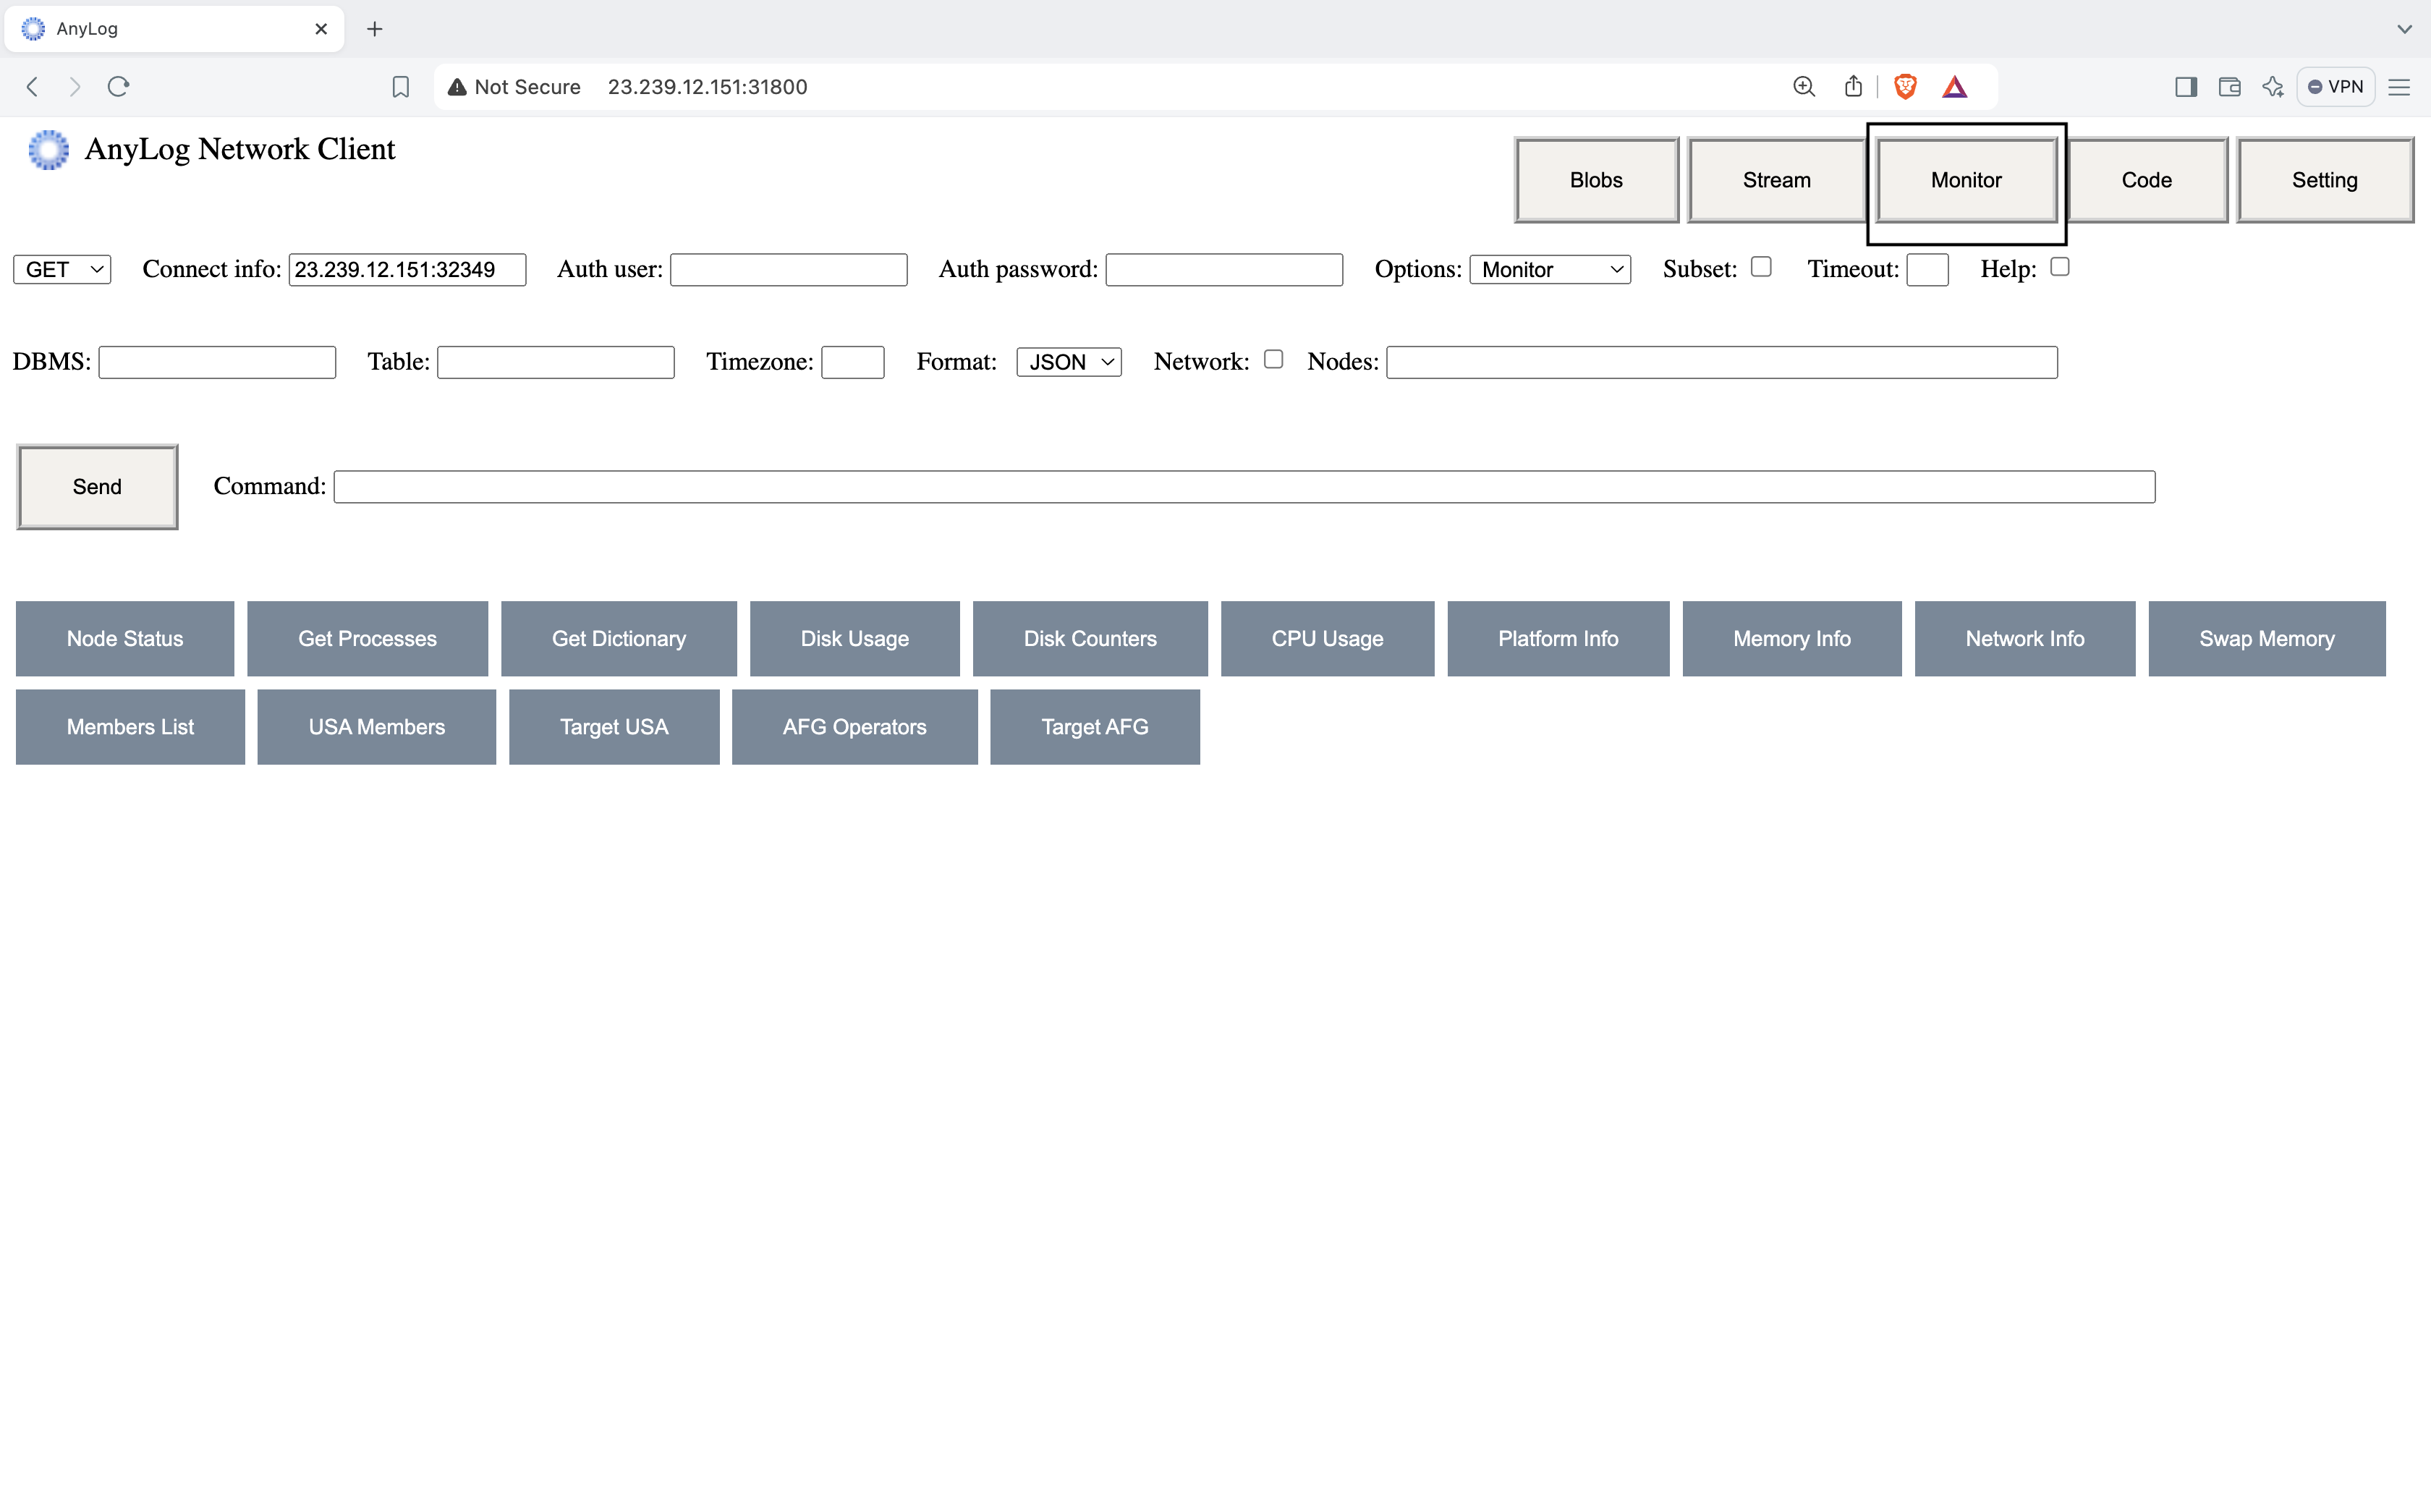 AnyLog
Not Secure 23.239.12.151:31800
VPN
AnyLog Network Client
Blobs Stream Monitor Code Setting
GET Connect info: 23.239.12.151:32349 Auth user: Auth password: Options: Monitor Subset: Timeout: Help:
DBMS: Table: Timezone: Format: JSON Network: Nodes:
Send Command:
Node Status Get Processes Get Dictionary Disk Usage Disk Counters CPU Usage Platform Info Memory Info Network Info Swap Memory
Members List USA Members Target USA AFG Operators Target AFG